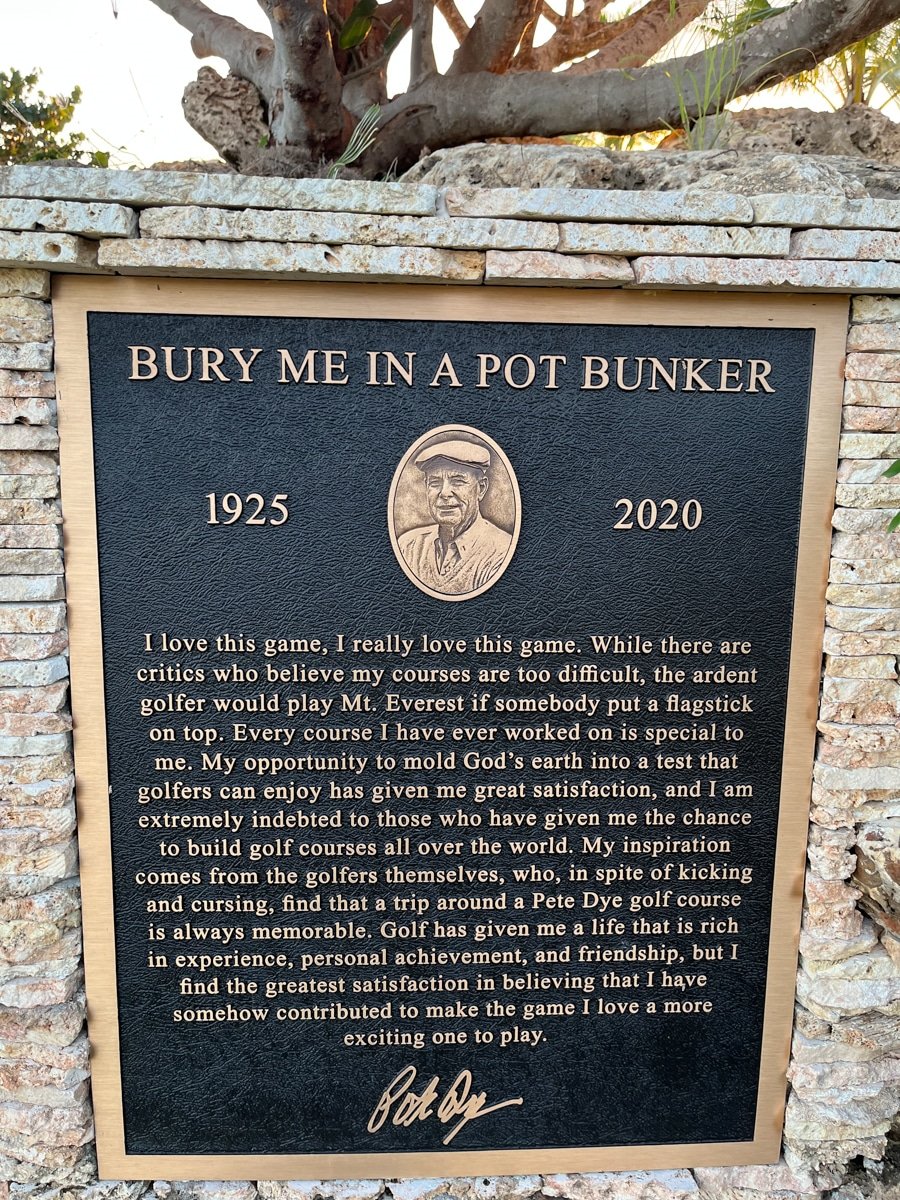 BURY ME IN A POT BUNKER
1925
2020
I love this game, I really love this game. While there are
critics who believe my courses are too difficult, the ardent
golfer would play Mt. Everest if somebody put a flagstick
on top. Every course I have ever worked on is special to
me. My opportunity to mold God's earth into a test that
golfers can enjoy has given me great satisfaction, and I am
extremely indebted to those who have given me the chance
to build golf courses all over the world. My inspiration
comes from the golfers themselves, who, in spite of kicking
and cursing, find that a trip around a Pete Dye golf course
is always memorable. Golf has given me a life that is rich
in experience, personal achievement, and friendship, but I
find the greatest satisfaction in believing that I have
somehow contributed to make the game I love a more
exciting one to play.
Pete Dye